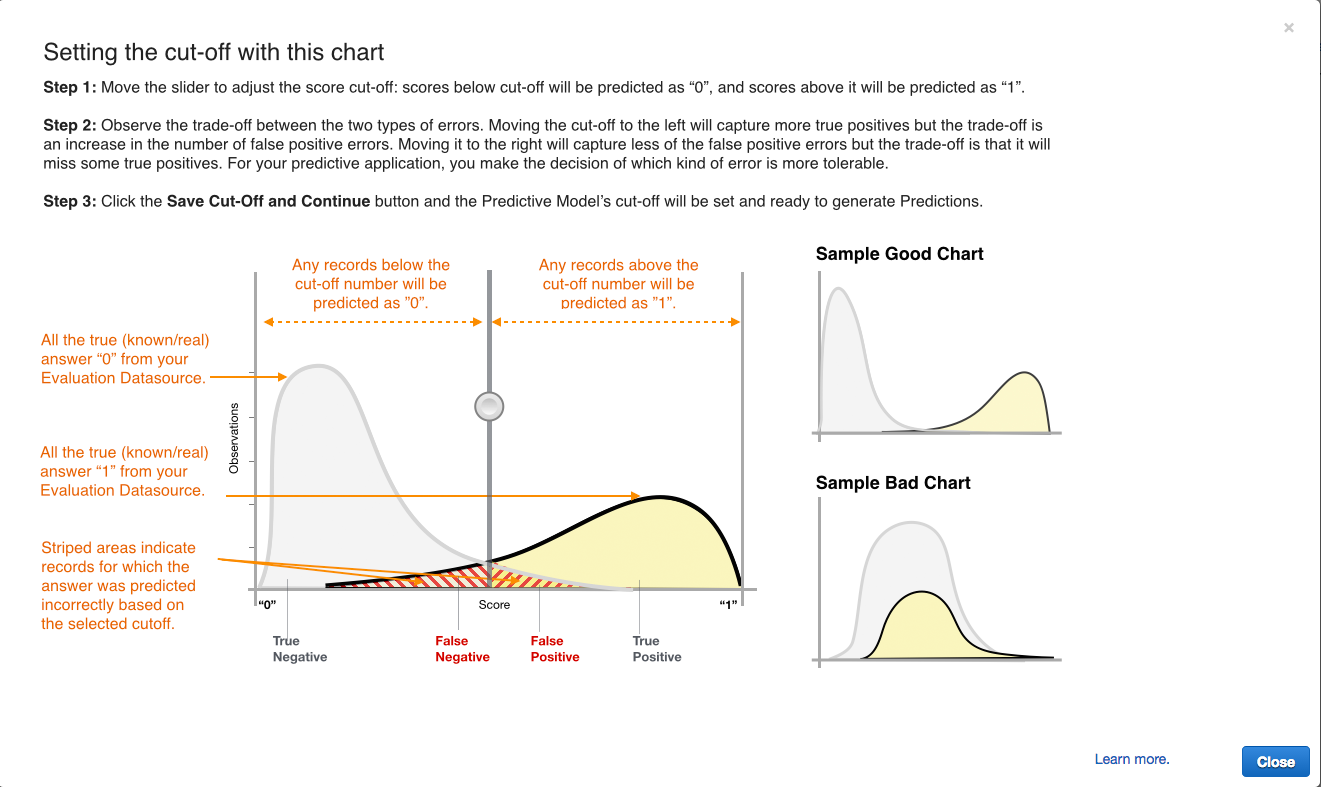 ×
Setting the cut-off with this chart
Step 1: Move the slider to adjust the score cut-off: scores below cut-off will be predicted as “0”, and scores above it will be predicted as “1”.
Step 2: Observe the trade-off between the two types of errors. Moving the cut-off to the left will capture more true positives but the trade-off is
an increase in the number of false positive errors. Moving it to the right will capture less of the false positive errors but the trade-off is that it will
miss some true positives. For your predictive application, you make the decision of which kind of error is more tolerable.
Step 3: Click the Save Cut-Off and Continue button and the Predictive Model’s cut-off will be set and ready to generate Predictions.
Any records below the
cut-off number will be
predicted as ”0”.
Any records above the
cut-off number will be
predicted as ”1”.
All the true (known/real)
answer “0” from your
Evaluation Datasource.
All the true (known/real)
answer “1” from your
Evaluation Datasource.
Striped areas indicate
records for which the
answer was predicted
incorrectly based on
the selected cutoff.
Observations
“0”
Score
“1”
True
Negative
False
Negative
False
Positive
True
Positive
Sample Good Chart
Sample Bad Chart
Learn more.
Close